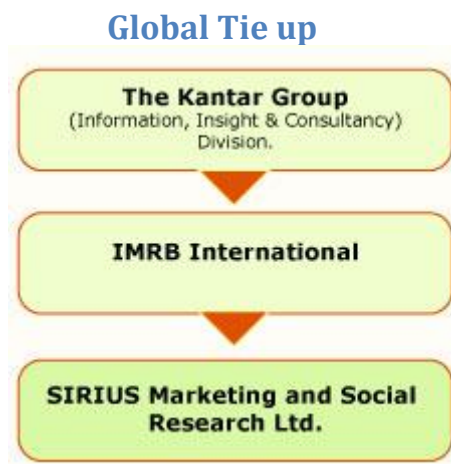 Global Tie up
The Kantar Group
(Information, Insight & Consultancy)
Division.
IMRB International
SIRIUS Marketing and Social
Research Ltd.